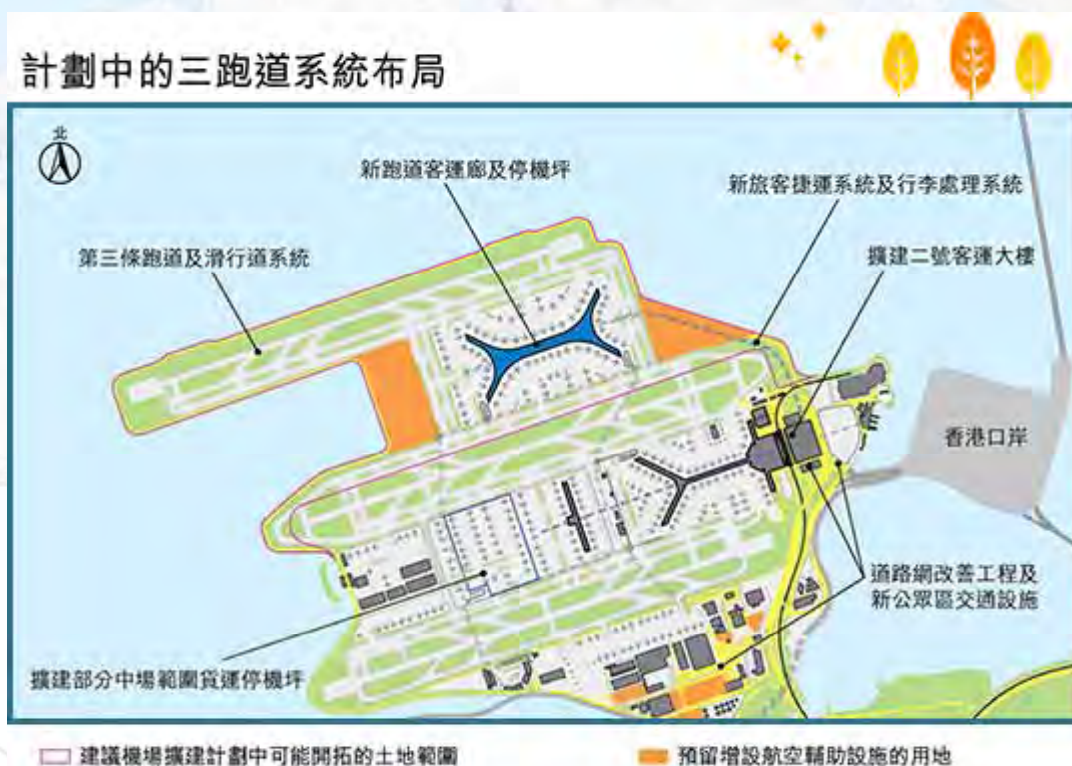 計劃中的三跑道系統布局
北
新跑道客運廊及停機坪
新旅客捷運系統及行李處理系統
第三條跑道及滑行道系統
擴建二號客運大樓
香港口岸
道路網改善工程及
新公眾區交通設施
擴建部分中場範圍貨運停機坪
建議機場擴建計劃中可能開拓的土地範圍
預留增設航空輔助設施的用地